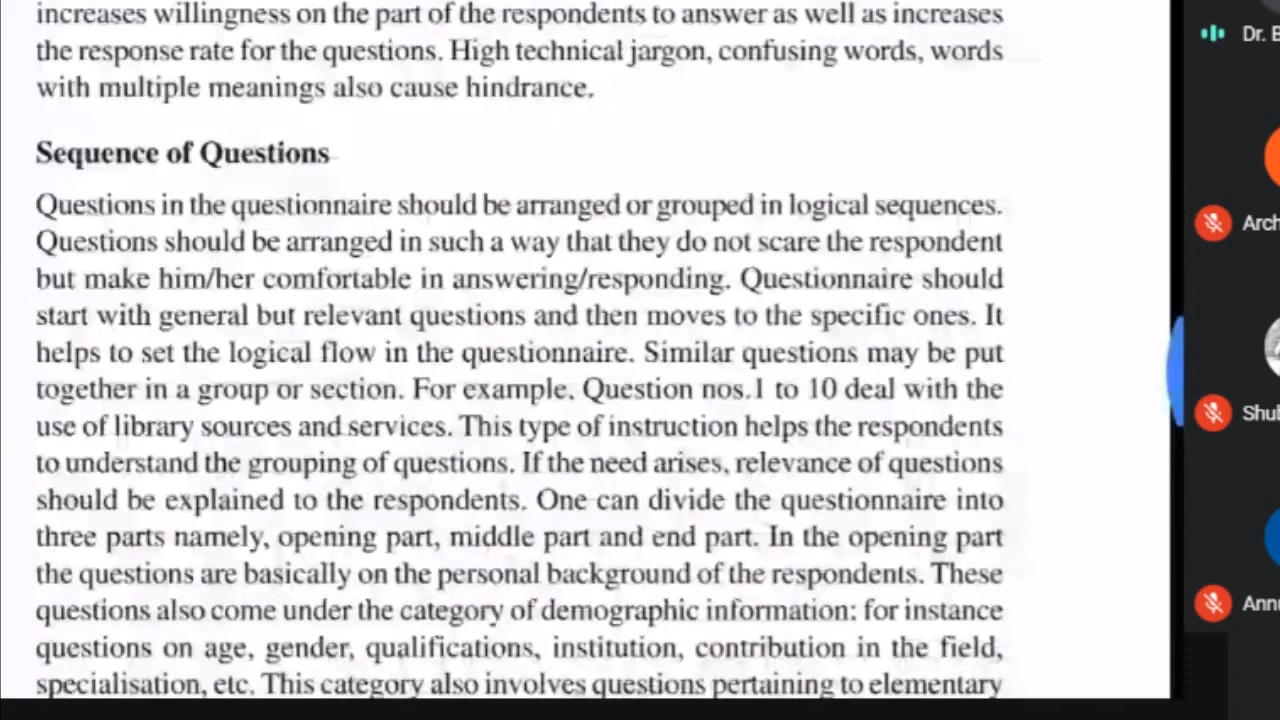 increases willingness on the part of the respondents to answer as well as increases
the response rate for the questions. High technical jargon, confusing words, words
with multiple meanings also cause hindrance.
Sequence of Questions
Questions in the questionnaire should be arranged or grouped in logical sequences.
Questions should be arranged in such a way that they do not scare the respondent
but make him/her comfortable in answering/responding. Questionnaire should
start with general but relevant questions and then moves to the specific ones. It
helps to set the logical flow in the questionnaire. Similar questions may be put
together in a group or section. For example, Question nos.1 to 10 deal with the
use of library sources and services. This type of instruction helps the respondents
to understand the grouping of questions. If the need arises, relevance of questions
should be explained to the respondents. One can divide the questionnaire into
three parts namely, opening part, middle part and end part. In the opening part
the questions are basically on the personal background of the respondents. These
questions also come under the category of demographic information: for instance
questions on age, gender, qualifications, institution, contribution in the field,
specialisation, etc. This category also involves questions pertaining to elementary
Dr. B
Arch
Shul